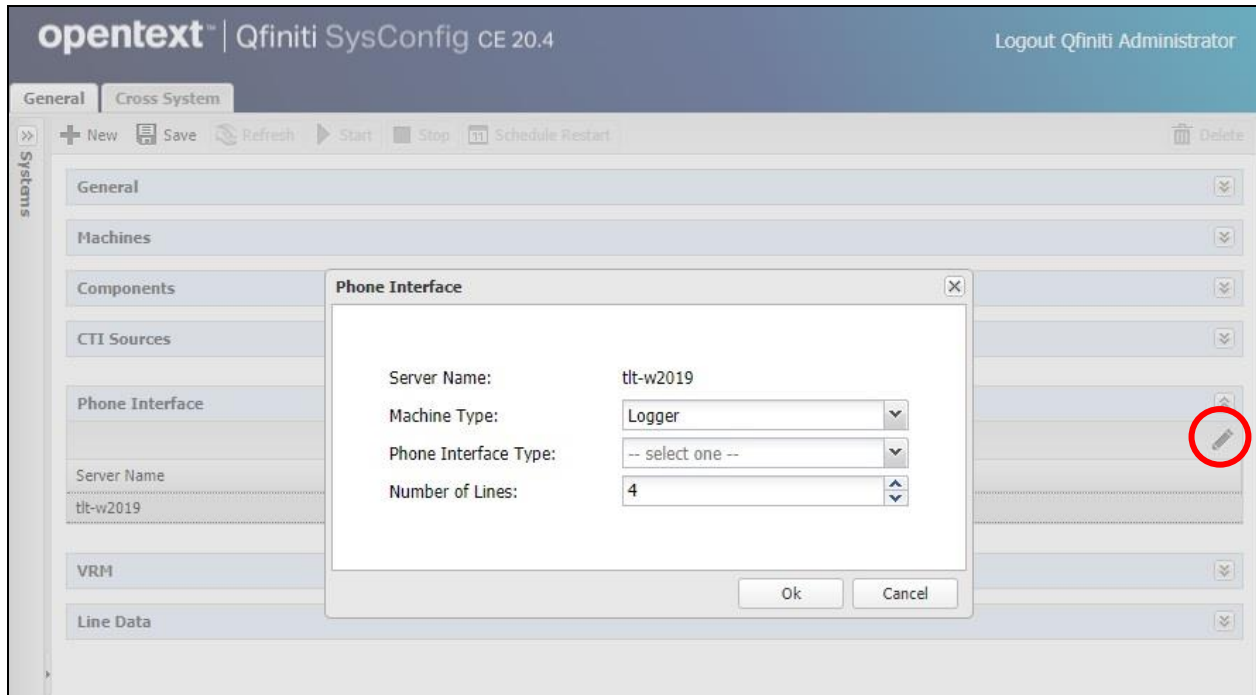 opentext™ | Qfiniti SysConfig CE 20.4
Logout Qfiniti Administrator
General Cross System
Systems
New Save Refresh Start Stop 11 Schedule Restart Delete
General
Machines
Components
CTI Sources
Phone Interface
Server Name
tlt-w2019
VRM
Line Data
Phone Interface
Server Name: tlt-w2019
Machine Type: Logger
Phone Interface Type: -- select one --
Number of Lines: 4
Ok Cancel